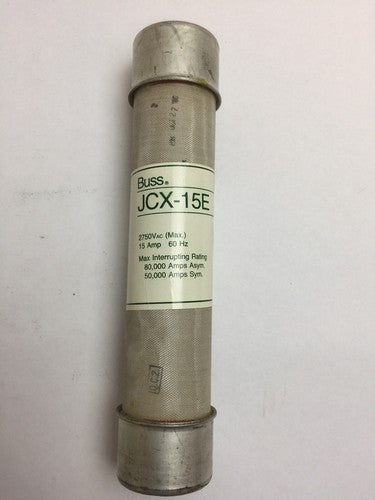 Buss®
JCX-15E
2750VAC (Max.)
15 Amp 60 Hz
Max Interrupting Rating
80,000 Amps Asym.
50,000 Amps Sym.